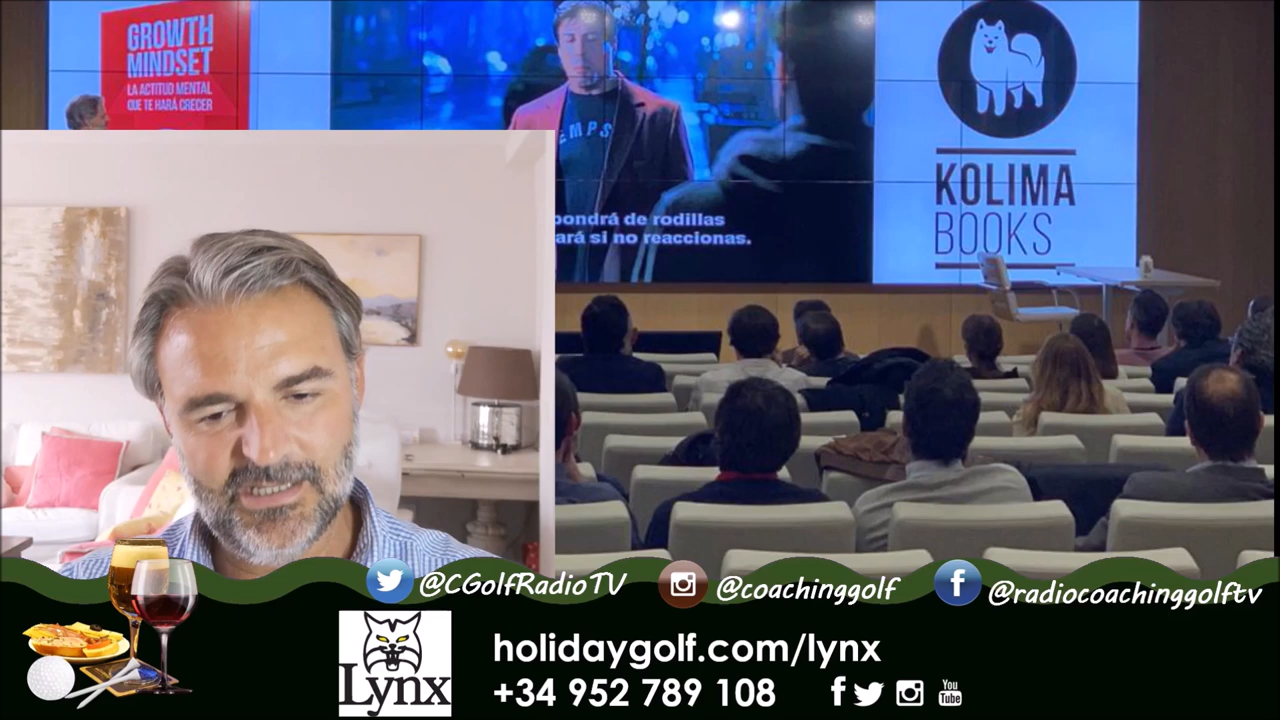 GROWTH
MINDSET
LA ACTITUD MENTAL
QUE TE HARÁ CRECER
EMPS
pondrá de rodillas
ará si no reaccionas.
KOLIMA
BOOKS
@CGolfRadioTV
@coachinggolf
@radiocoachinggolftv
Lynx
holidaygolf.com/lynx
+34 952 789 108
You
Tube